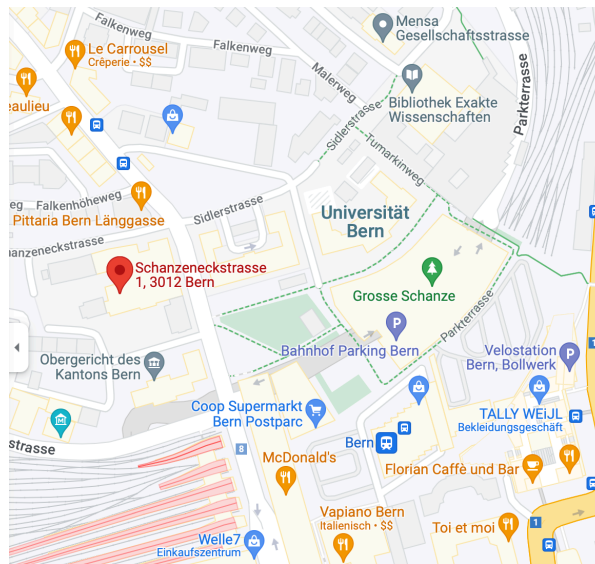 Mensa
Gesellschaftsstrasse
Falkenweg
Falkenweg
Le Carrousel
Crêperie • $$
Malerweg
Bibliothek Exakte
Wissenschaften
Parkterrasse
eaulieu
Sidlerstrasse
Tumarkinweg
Falkenhöheweg
Pittaria Bern Länggasse
Sidlerstrasse
Universität
Bern
hanzeneckstrasse
Schanzeneckstrasse
1, 3012 Bern
Grosse Schanze
Parkterrasse
Bahnhof Parking Bern
Velostation
Bern, Bollwerk
Obergericht des
Kantons Bern
Coop Supermarkt
Bern Postparc
TALLY WEiJL
Bekleidungsgeschäft
strasse
Bern
8
McDonald's
Florian Caffè und Bar
Vapiano Bern
Italienisch • $$
Toi et moi
1
Welle7
Einkaufszentrum